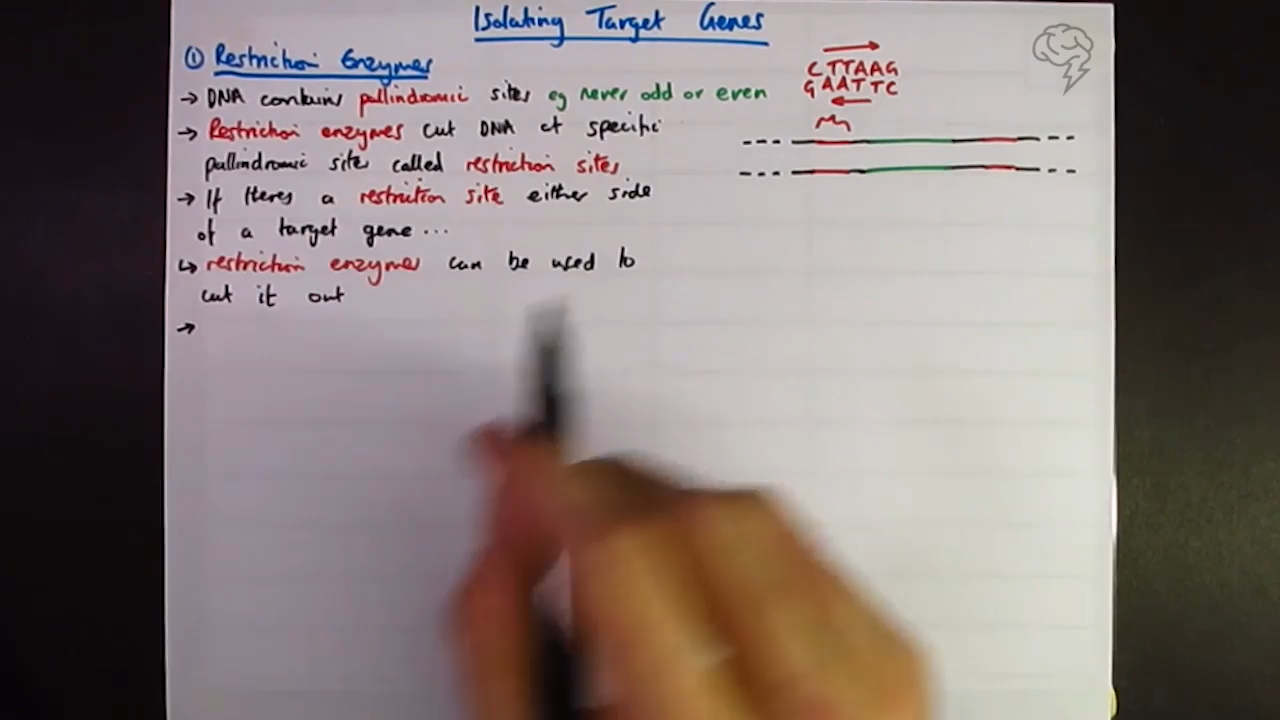 Isolating Target Genes
① Restriction Enzymes
→ DNA contains pallindromic sites eg never odd or even
→ Restriction enzymes cut DNA at specific
pallindromic site called restriction sites
→ If theres a restriction site either side
of a target gene...
↳ restriction enzymes can be used to
cut it out
→
CTTAAG
GAATTC